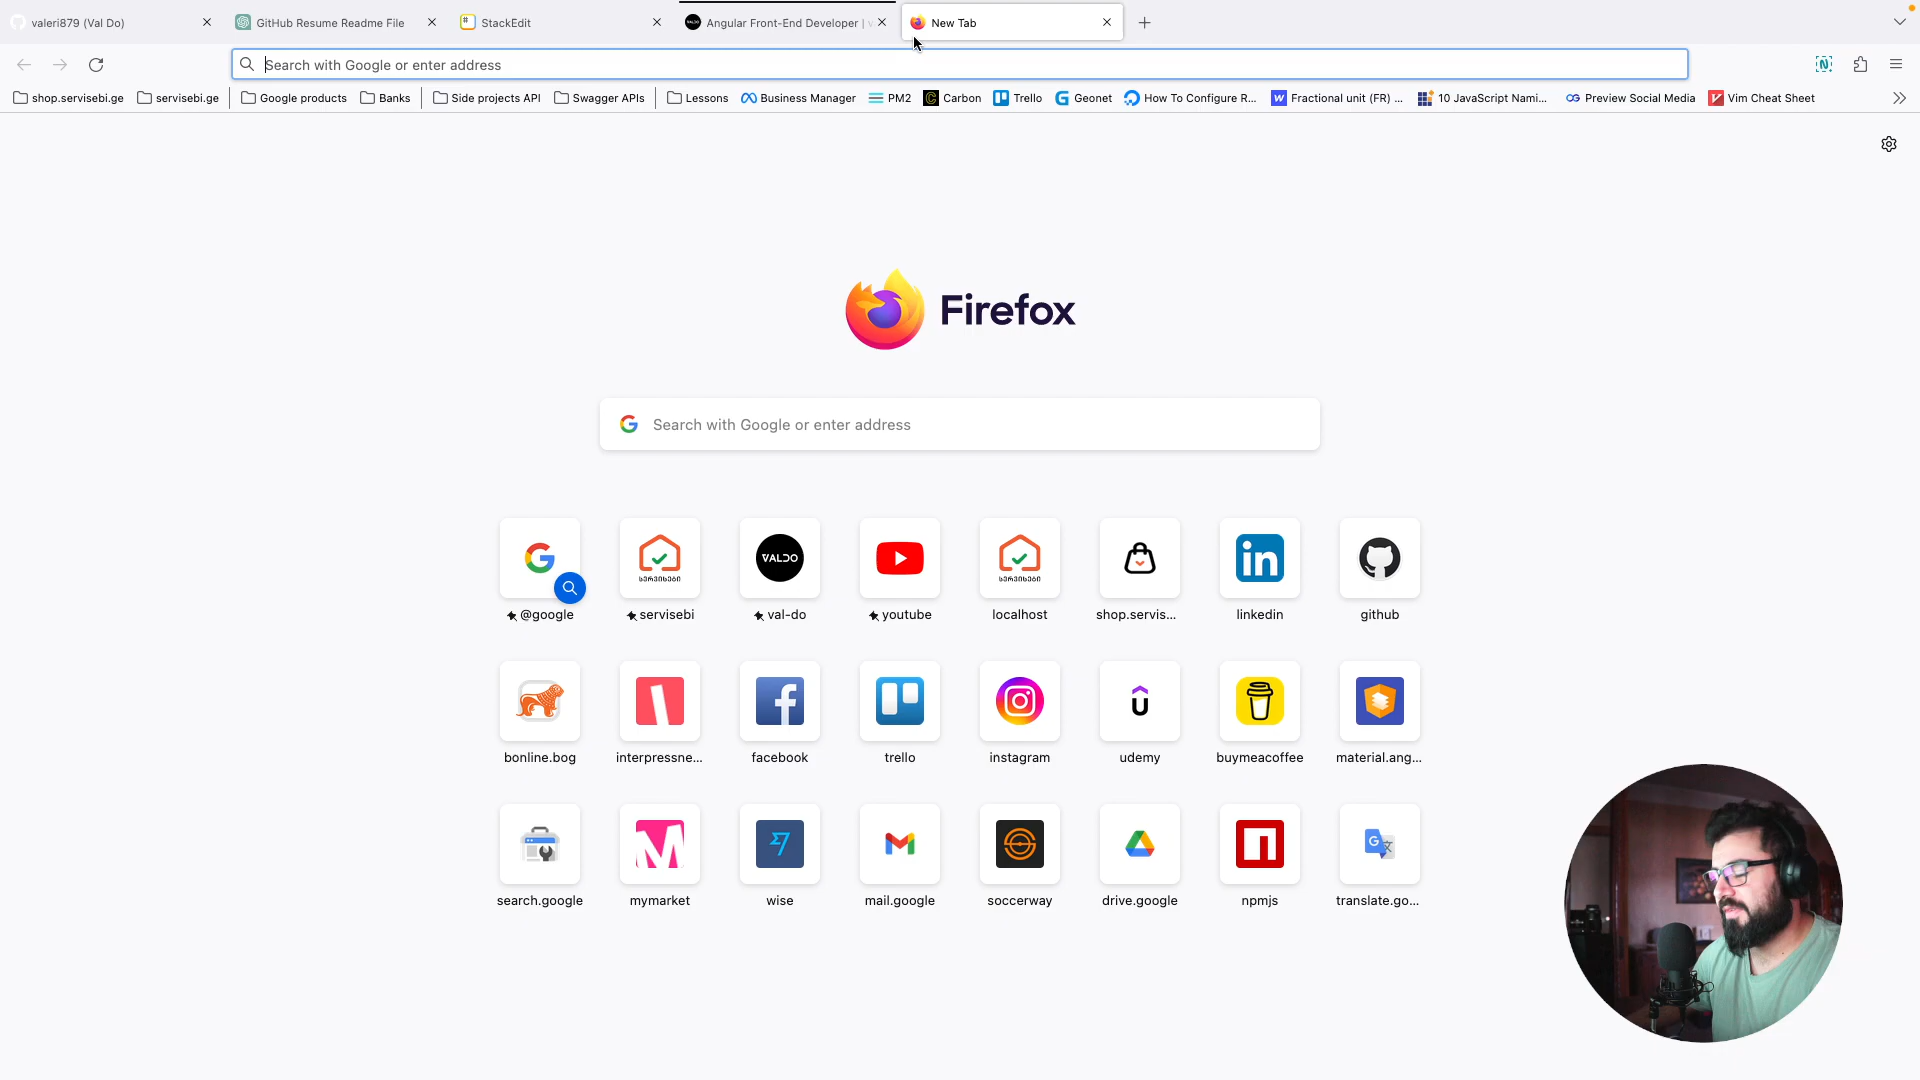 valeri879 (Val Do)
GitHub Resume Readme File
StackEdit
Angular Front-End Developer |
New Tab
Search with Google or enter address
shop.servisebi.ge
servisebi.ge
Google products
Banks
Side projects API
Swagger APIs
Lessons
Business Manager
PM2
Carbon
Trello
Geonet
How To Configure R...
Fractional unit (FR) ...
10 JavaScript Nami...
Preview Social Media
Vim Cheat Sheet
Firefox
Search with Google or enter address
სერვისები
VALDO
სერვისები
@google
servisebi
val-do
youtube
localhost
shop.servis...
linkedin
github
bonline.bog
interpressne...
facebook
trello
instagram
udemy
buymeacoffee
material.ang...
search.google
mymarket
wise
mail.google
soccerway
drive.google
npmjs
translate.go...